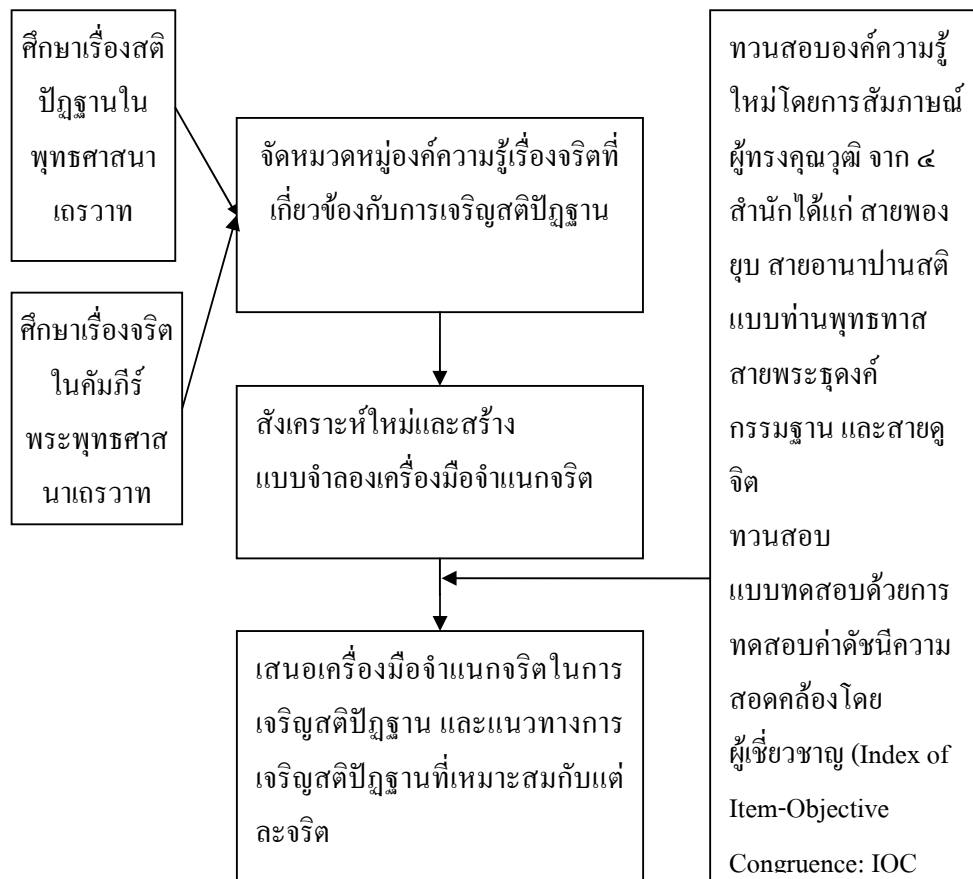 ศึกษาเรื่องสติ
ปัฏฐานใน
พุทธศาสนา
เถรวาท
ศึกษาเรื่องจริต
ในคัมภีร์
พระพุทธศาส
นาเถรวาท
จัดหมวดหมู่องค์ความรู้เรื่องจริตที่
เกี่ยวข้องกับการเจริญสติปัฏฐาน
สังเคราะห์ใหม่และสร้าง
แบบจำลองเครื่องมือจำแนกจริต
เสนอเครื่องมือจำแนกจริตในการ
เจริญสติปัฏฐาน และแนวทางการ
เจริญสติปัฏฐานที่เหมาะสมกับแต่
ละจริต
ทวนสอบองค์ความรู้
ใหม่โดยการสัมภาษณ์
ผู้ทรงคุณวุฒิ จาก ๔
สำนักได้แก่ สายพอง
ยุบ สายอานาปานสติ
แบบท่านพุทธทาส
สายพระธุดงค์
กรรมฐาน และสายดู
จิต
ทวนสอบ
แบบทดสอบด้วยการ
ทดสอบค่าดัชนีความ
สอดคล้องโดย
ผู้เชี่ยวชาญ (Index of
Item-Objective
Congruence: IOC